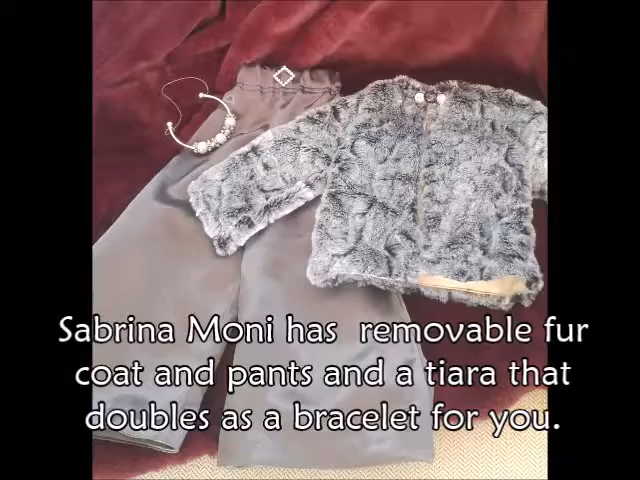 Sabrina Moni has  removable fur
coat and pants and a tiara that
doubles as a bracelet for you.